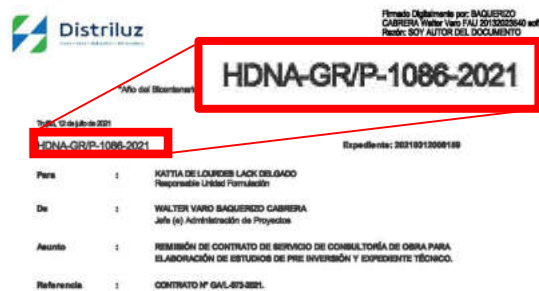 Distriluz
Firmado Digitalmente por: BAQUERIZO
CABRERA Walter Varo FAU 20132023540 soft
Razón: SOY AUTOR DEL DOCUMENTO
HDNA-GR/P-1086-2021
"Año del Bicentenario
Trujillo, 12 de julio de 2021
HDNA-GR/P-1086-2021
Expediente: 20210312008189
Para : KATTIA DE LOURDES LACK DELGADO
Responsable Unidad Formulación
De : WALTER VARO BAQUERIZO CABRERA
Jefe (e) Administración de Proyectos
Asunto : REMISIÓN DE CONTRATO DE SERVICIO DE CONSULTORÍA DE OBRA PARA
ELABORACIÓN DE ESTUDIOS DE PRE INVERSIÓN Y EXPEDIENTE TÉCNICO.
Referencia : CONTRATO Nº GA/L-073-2021.